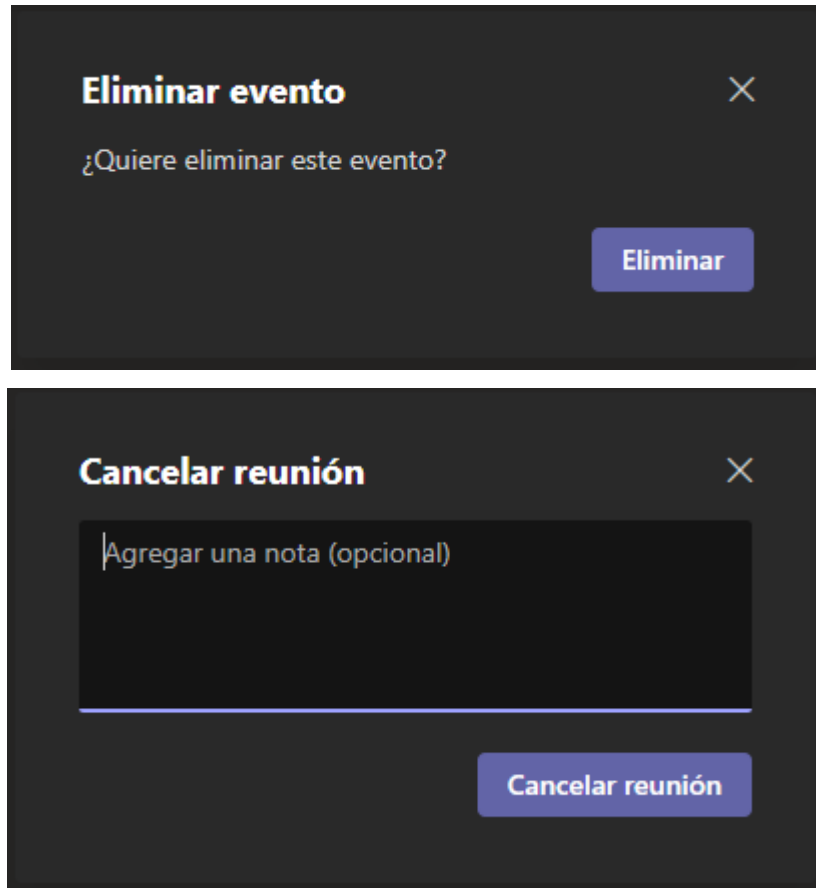 Eliminar evento
¿Quiere eliminar este evento?
Eliminar
Cancelar reunión
Agregar una nota (opcional)
Cancelar reunión